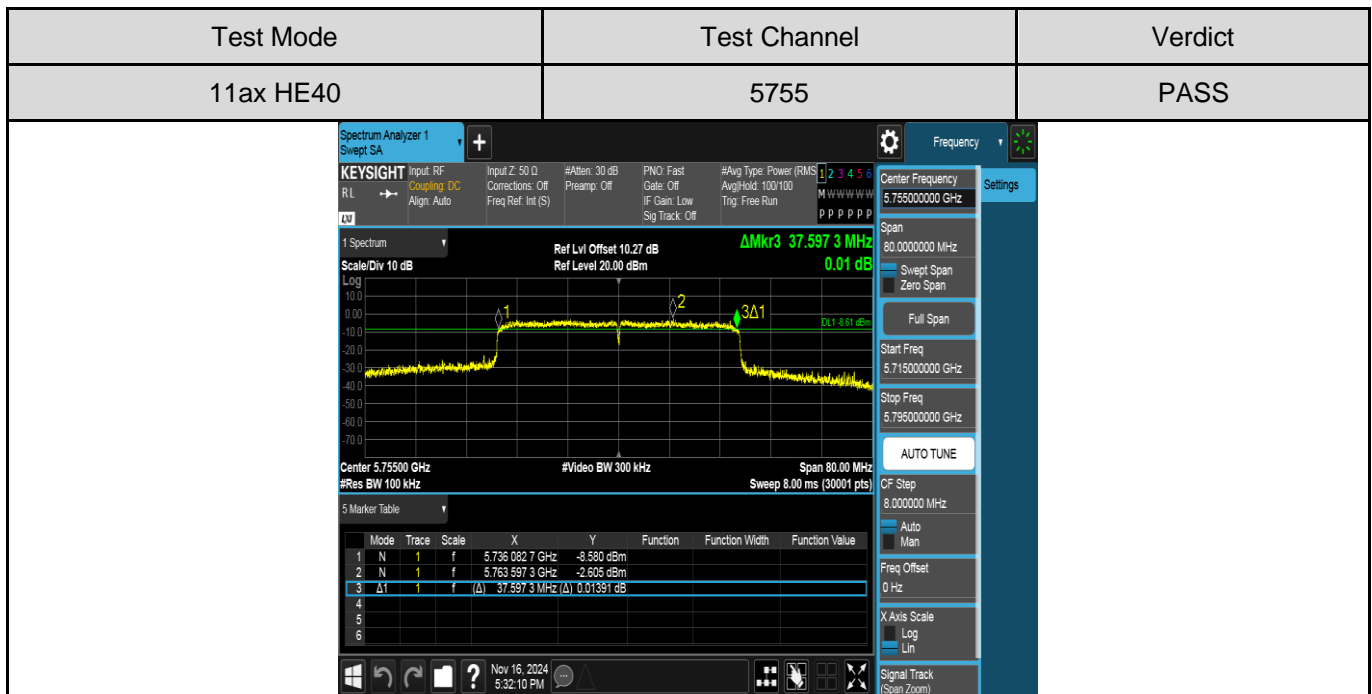 Test Mode Test Channel Verdict
11ax HE40 5755 PASS
Spectrum Analyzer 1
Swept SA
+
Frequency
KEYSIGHT Input: RF Input Z: 50 Ω #Atten: 30 dB PNO: Fast #Avg Type: Power (RMS 1 2 3 4 5 6
RL Coupling: DC Corrections: Off Preamp: Off Gate: Off Avg|Hold: 100/100 M W W W W W
Align: Auto Freq Ref: Int (S) IF Gain: Low Trig: Free Run
LXI Sig Track: Off P P P P P P
1 Spectrum Ref Lvl Offset 10.27 dB ΔMkr3 37.597 3 MHz
Scale/Div 10 dB Ref Level 20.00 dBm 0.01 dB
Log
10.0
0.00
-10.0
-20.0
-30.0
-40.0
-50.0
-60.0
-70.0
1
2
3Δ1
DL1 -8.61 dBm
Center 5.75500 GHz #Video BW 300 kHz Span 80.00 MHz
#Res BW 100 kHz Sweep 8.00 ms (30001 pts)
5 Marker Table
Mode Trace Scale X Y Function Function Width Function Value
1 N 1 f 5.736 082 7 GHz -8.580 dBm
2 N 1 f 5.763 597 3 GHz -2.605 dBm
3 Δ1 1 f (Δ) 37.597 3 MHz (Δ) 0.01391 dB
4
5
6
?
Nov 16, 2024
5:32:10 PM
Center Frequency
5.755000000 GHz
Settings
Span
80.0000000 MHz
Swept Span
Zero Span
Full Span
Start Freq
5.715000000 GHz
Stop Freq
5.795000000 GHz
AUTO TUNE
CF Step
8.000000 MHz
Auto
Man
Freq Offset
0 Hz
X Axis Scale
Log
Lin
Signal Track
(Span Zoom)